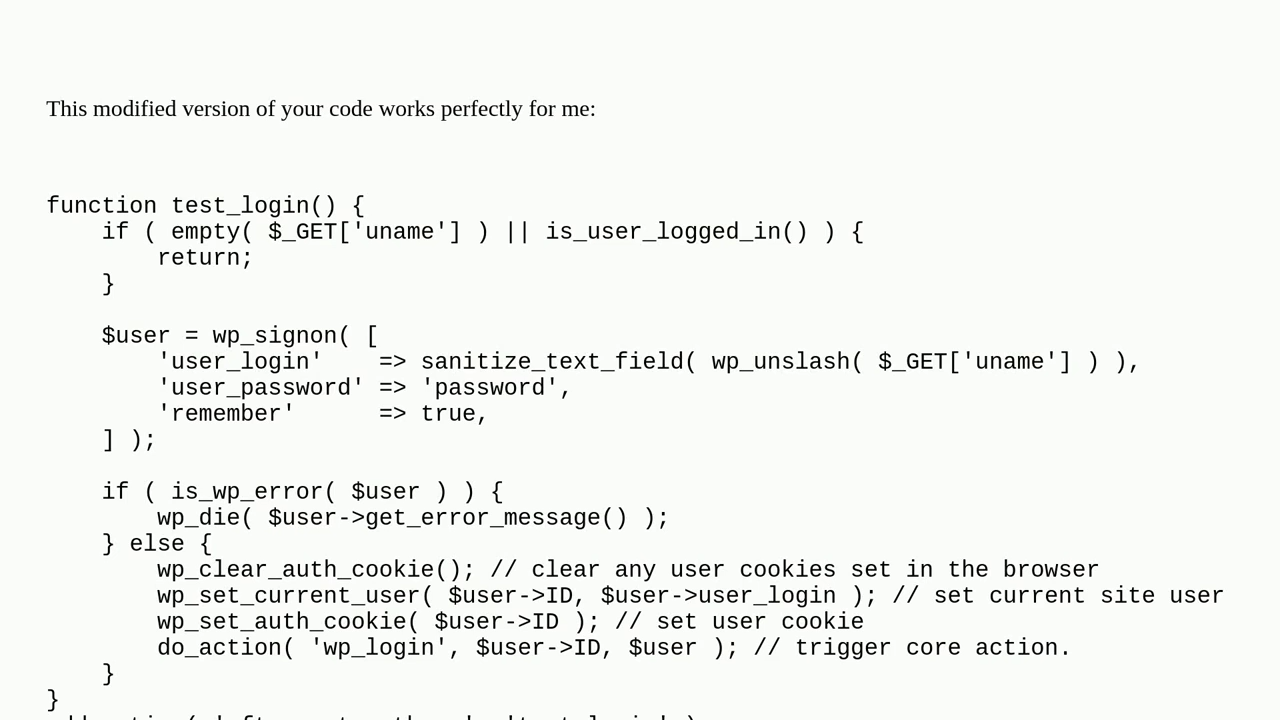 This modified version of your code works perfectly for me:
function test_login() {
    if ( empty( $_GET['uname'] ) || is_user_logged_in() ) {
        return;
    }
    $user = wp_signon( [
        'user_login'    => sanitize_text_field( wp_unslash( $_GET['uname'] ) ),
        'user_password' => 'password',
        'remember'      => true,
    ] );
    if ( is_wp_error( $user ) ) {
        wp_die( $user->get_error_message() );
    } else {
        wp_clear_auth_cookie(); // clear any user cookies set in the browser
        wp_set_current_user( $user->ID, $user->user_login ); // set current site user
        wp_set_auth_cookie( $user->ID ); // set user cookie
        do_action( 'wp_login', $user->ID, $user ); // trigger core action.
    }
}